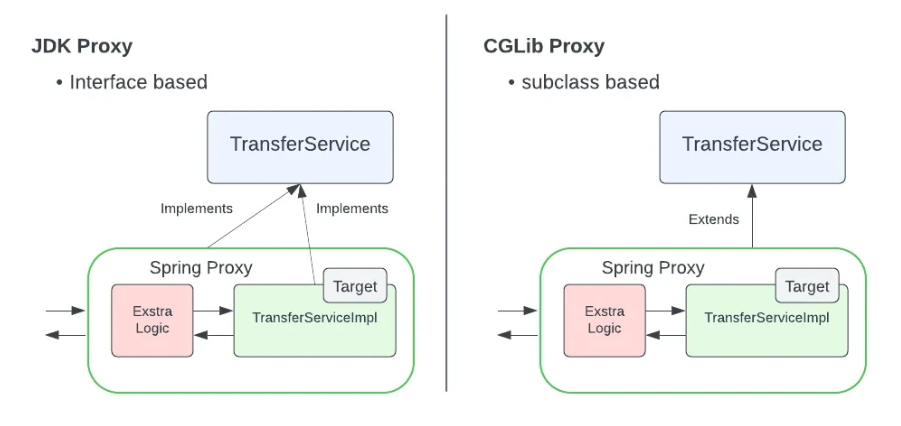 JDK Proxy
• Interface based
TransferService
Implements
Implements
Spring Proxy
Target
Exstra
Logic
TransferServiceImpl
CGLib Proxy
• subclass based
TransferService
Extends
Spring Proxy
Target
Exstra
Logic
TransferServiceImpl